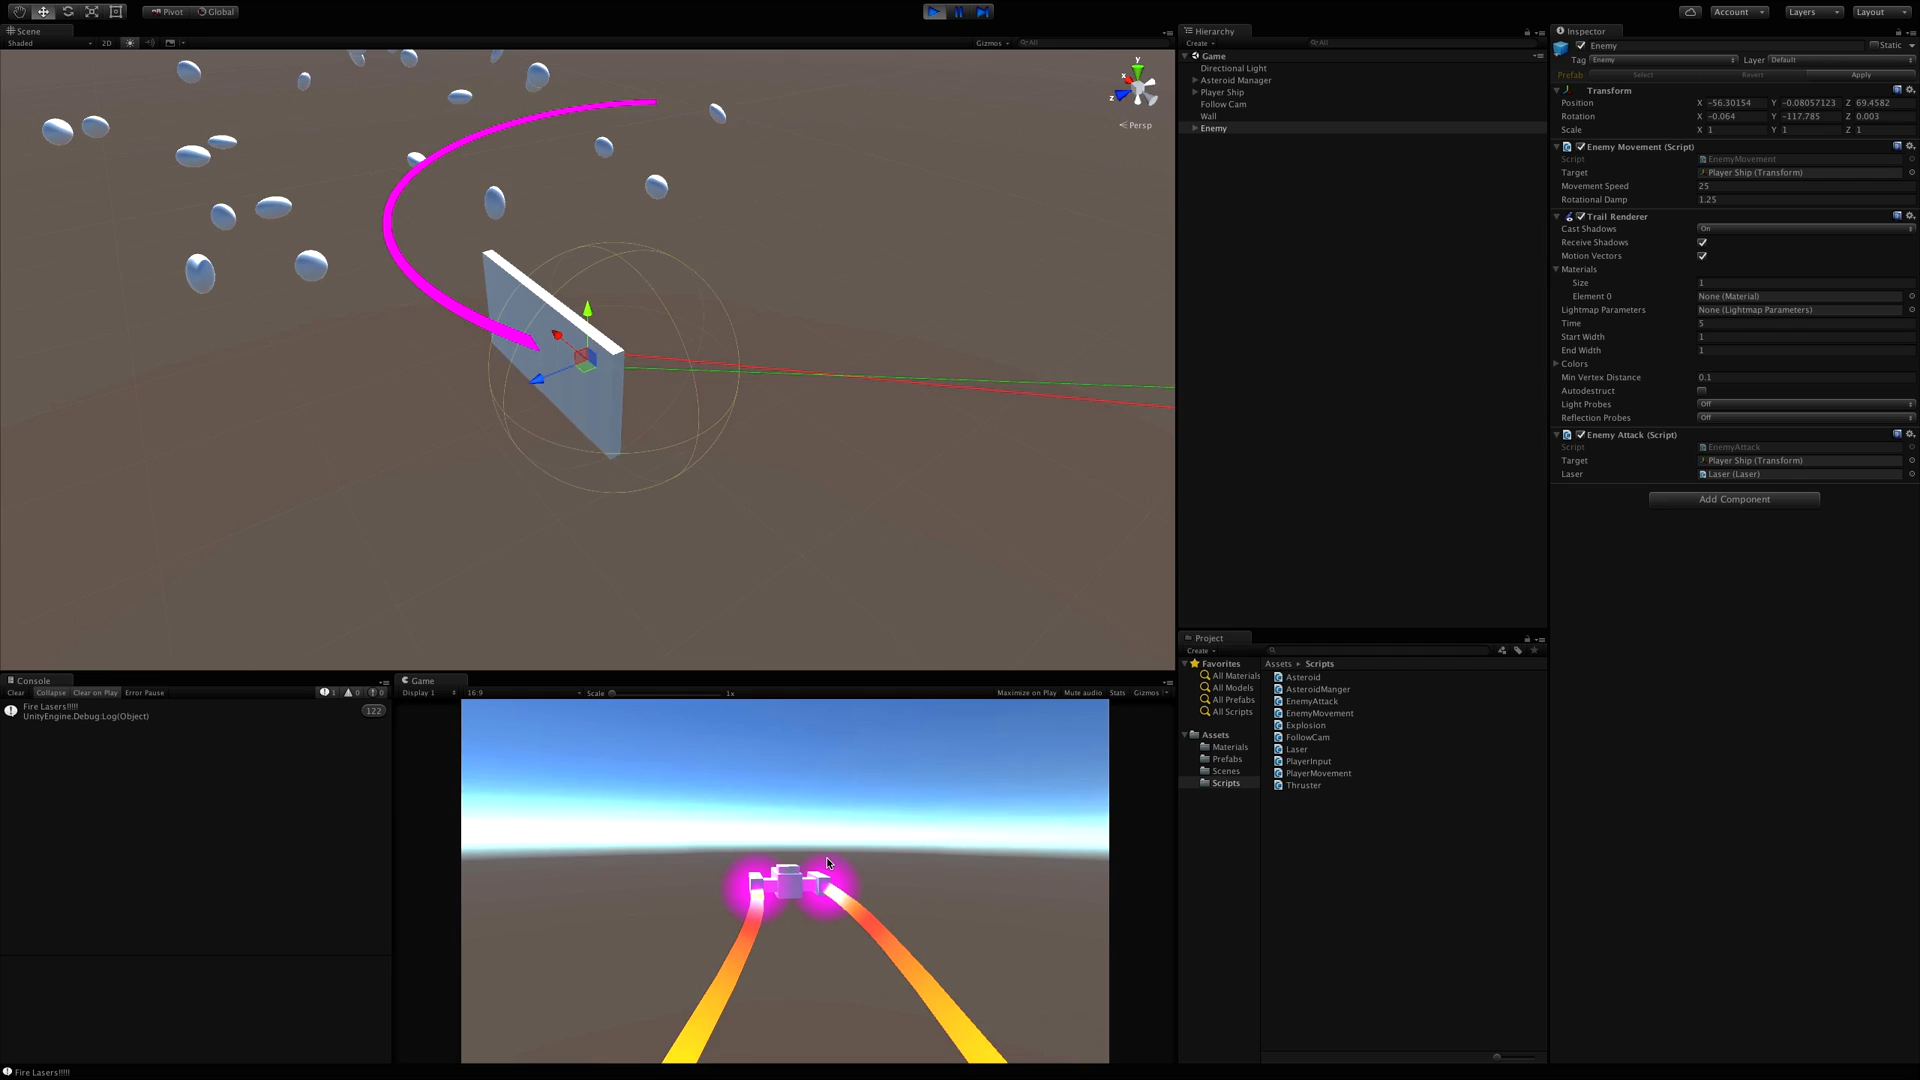 Pivot Global
Account Layers Layout
Scene
Shaded 2D Gizmos All
y
x
z
Persp
Hierarchy
Create All
Game
Directional Light
Asteroid Manager
Player Ship
Follow Cam
Wall
Enemy
Inspector
Enemy Static
Tag Enemy Layer Default
Prefab Select Revert Apply
Transform
Position X -56.30154 Y -0.08057123 Z 69.4582
Rotation X -0.064 Y -117.785 Z 0.003
Scale X 1 Y 1 Z 1
Enemy Movement (Script)
Script EnemyMovement
Target Player Ship (Transform)
Movement Speed 25
Rotational Damp 1.25
Trail Renderer
Cast Shadows On
Receive Shadows
Motion Vectors
Materials
Size 1
Element 0 None (Material)
Lightmap Parameters None (Lightmap Parameters)
Time 5
Start Width 1
End Width 1
Colors
Min Vertex Distance 0.1
Autodestruct
Light Probes Off
Reflection Probes Off
Enemy Attack (Script)
Script EnemyAttack
Target Player Ship (Transform)
Laser Laser (Laser)
Add Component
Console
Clear Collapse Clear on Play Error Pause 1 0 0
Fire Lasers!!!!!
UnityEngine.Debug:Log(Object)
122
Game
Display 1 16:9 Scale 1x Maximize on Play Mute audio Stats Gizmos
Project
Create
Favorites
All Materials
All Models
All Prefabs
All Scripts
Assets
Materials
Prefabs
Scenes
Scripts
Assets Scripts
Asteroid
AsteroidManger
EnemyAttack
EnemyMovement
Explosion
FollowCam
Laser
PlayerInput
PlayerMovement
Thruster
Fire Lasers!!!!!